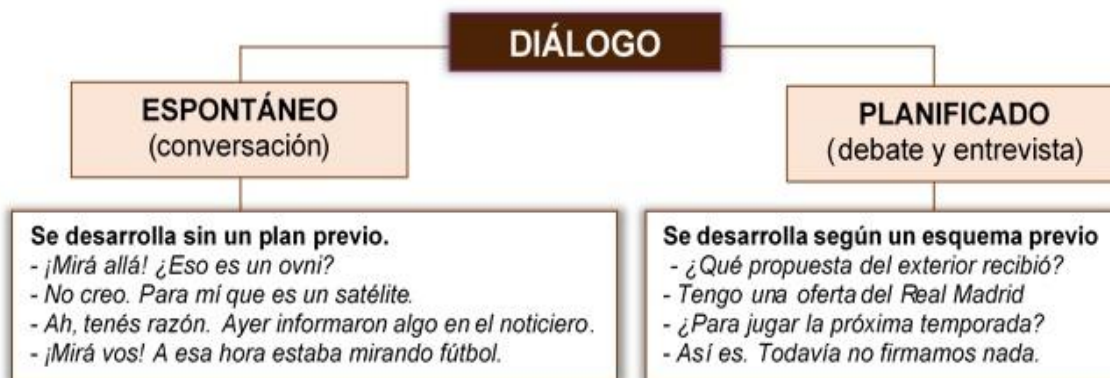 DIÁLOGO
ESPONTÁNEO
(conversación)
Se desarrolla sin un plan previo.
- ¡Mirá allá! ¿Eso es un ovni?
- No creo. Para mí que es un satélite.
- Ah, tenés razón. Ayer informaron algo en el noticiero.
- ¡Mirá vos! A esa hora estaba mirando fútbol.
PLANIFICADO
(debate y entrevista)
Se desarrolla según un esquema previo
- ¿Qué propuesta del exterior recibió?
- Tengo una oferta del Real Madrid
- ¿Para jugar la próxima temporada?
- Así es. Todavía no firmamos nada.